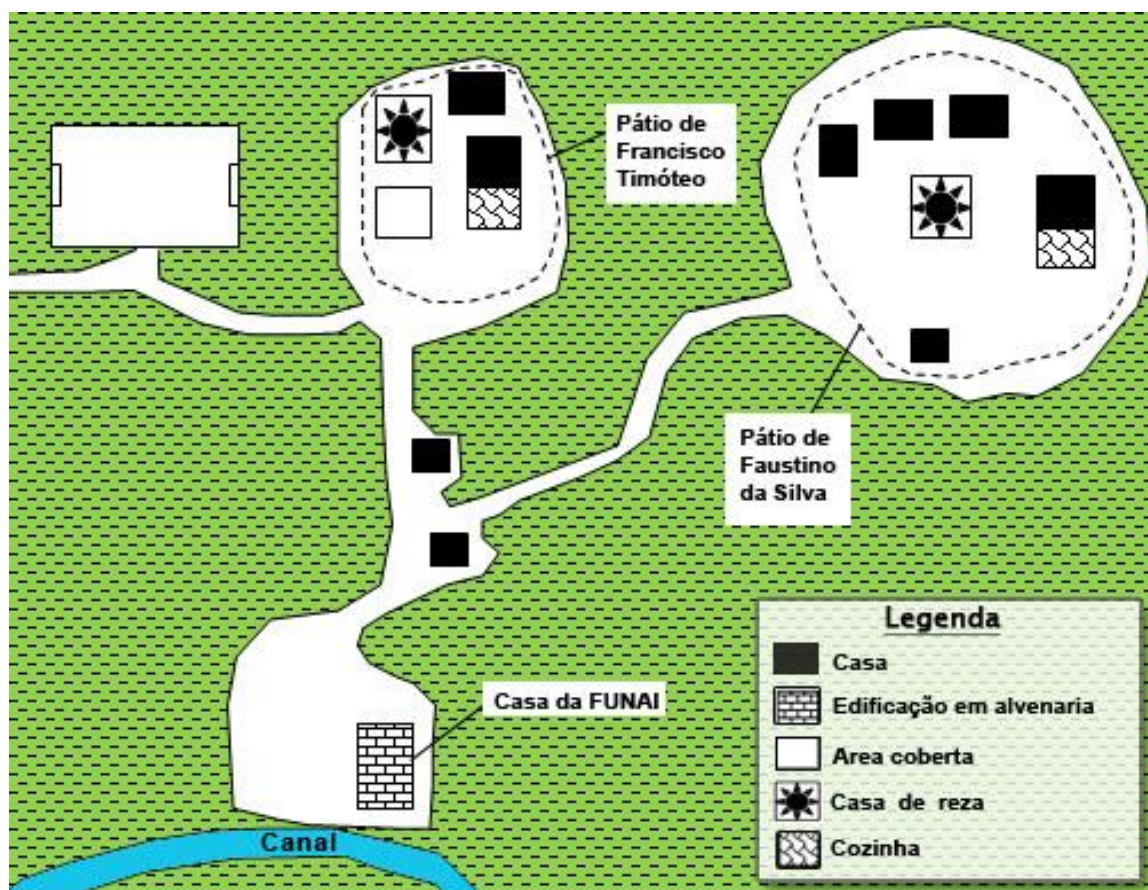 Pátio de
Francisco
Timóteo
Pátio de
Faustino
da Silva
Casa da FUNAI
Canal
Legenda
Casa
Edificação em alvenaria
Area coberta
Casa de reza
Cozinha